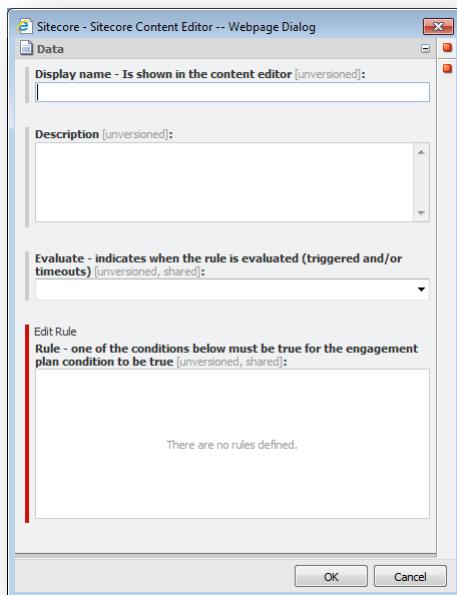 Sitecore - Sitecore Content Editor -- Webpage Dialog
Data
Display name - Is shown in the content editor [unversioned]:
Description [unversioned]:
Evaluate - indicates when the rule is evaluated (triggered and/or
timeouts) [unversioned, shared]:
Edit Rule
Rule - one of the conditions below must be true for the engagement
plan condition to be true [unversioned, shared]:
There are no rules defined.
OK
Cancel